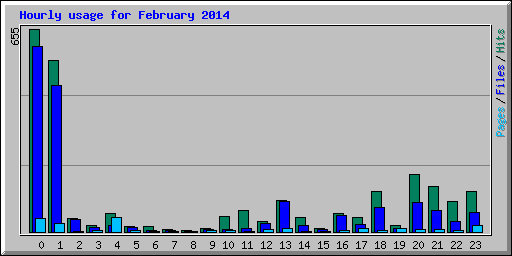 Hourly usage for February 2014
655
Pages/Files/Hits
0 1 2 3 4 5 6 7 8 9 10 11 12 13 14 15 16 17 18 19 20 21 22 23